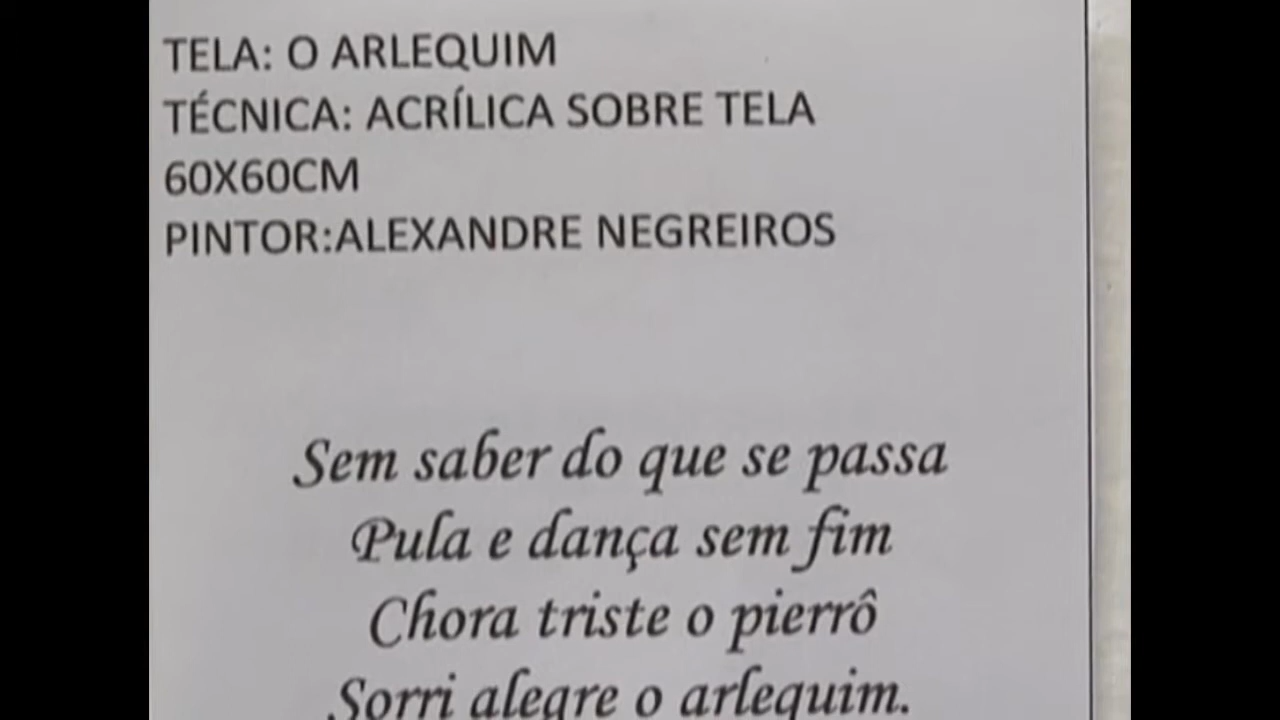 TELA: O ARLEQUIM
TÉCNICA: ACRÍLICA SOBRE TELA
60X60CM
PINTOR:ALEXANDRE NEGREIROS
Sem saber do que se passa
Pula e dança sem fim
Chora triste o pierrô
Sorri alegre o arlequim.